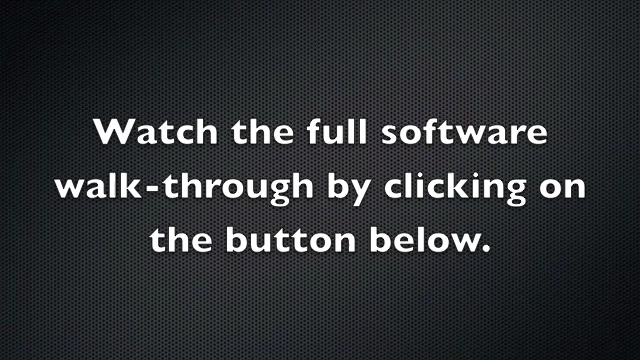 Watch the full software
walk-through by clicking on
the button below.